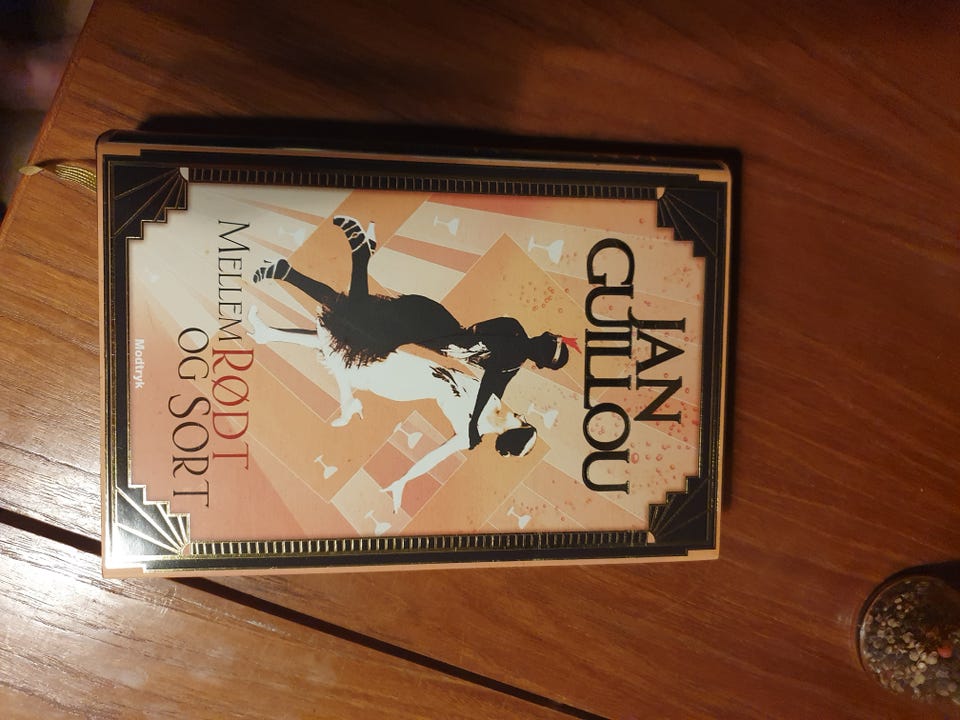 JAN
GUILLOU
MELLEM RØDT
OG SORT
Modtryk